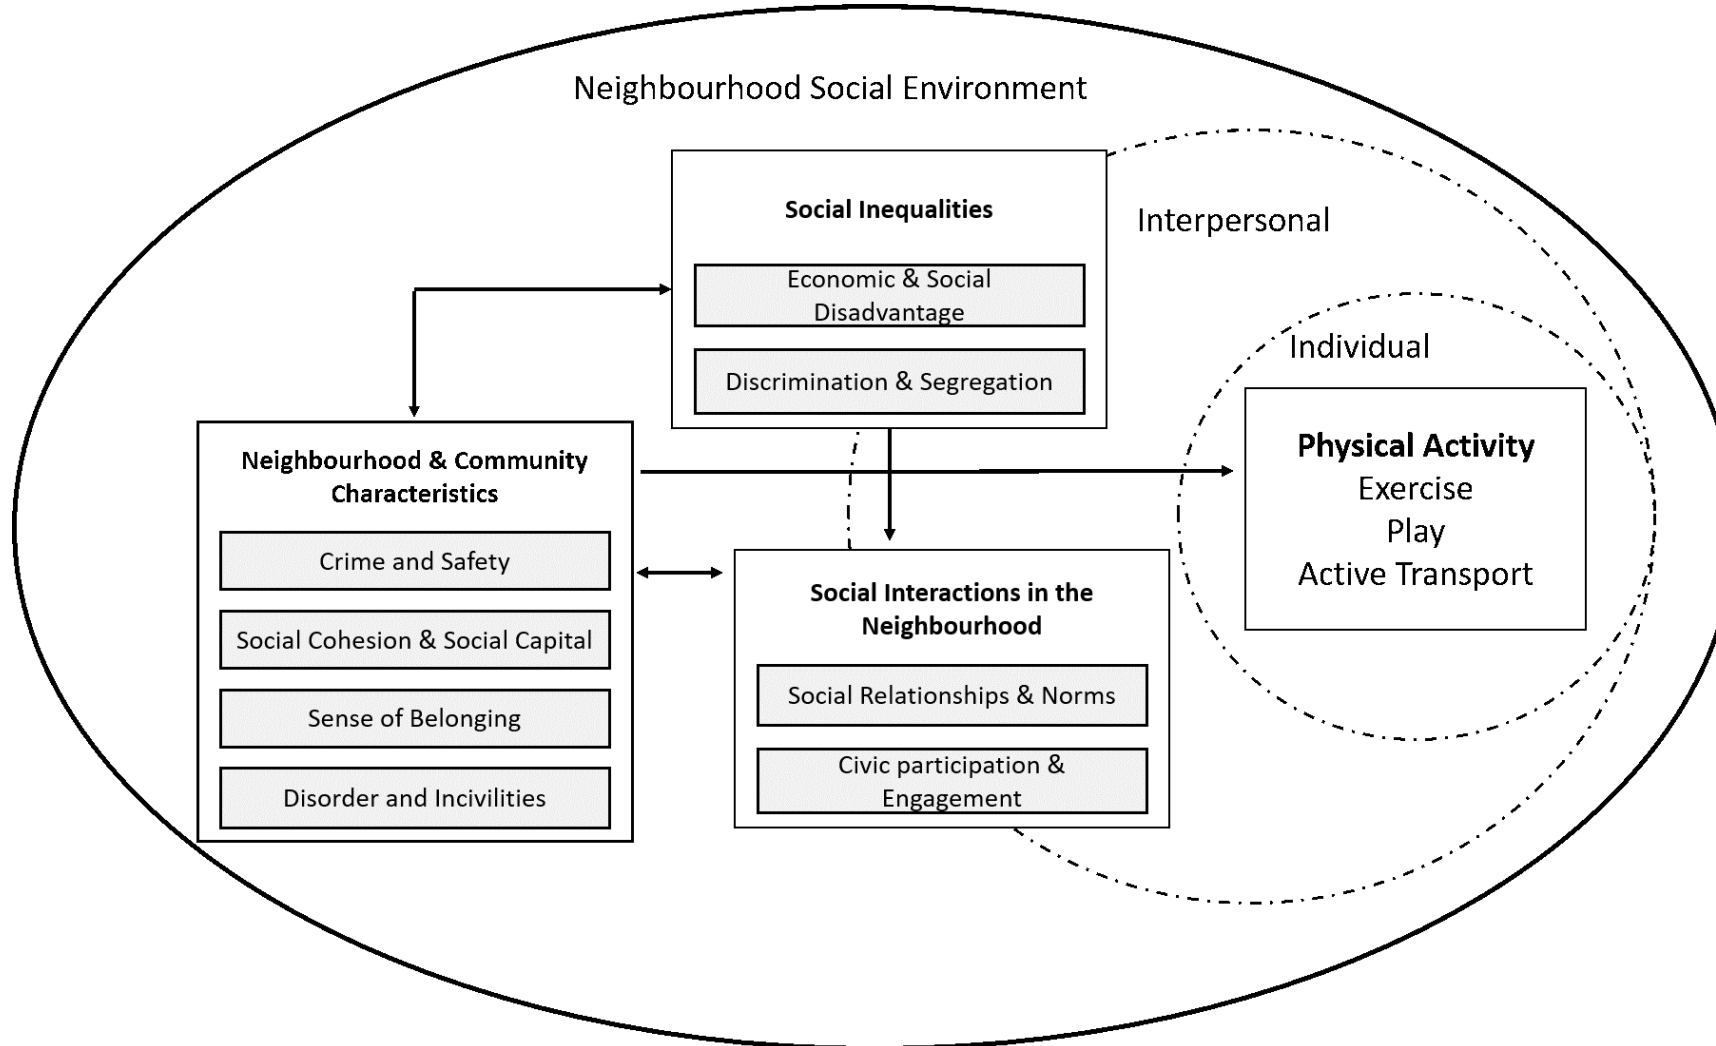 Neighbourhood Social Environment
Social Inequalities
Economic & Social
Disadvantage
Discrimination & Segregation
Interpersonal
Individual
Physical Activity
Exercise
Play
Active Transport
Neighbourhood & Community
Characteristics
Crime and Safety
Social Cohesion & Social Capital
Sense of Belonging
Disorder and Incivilities
Social Interactions in the
Neighbourhood
Social Relationships & Norms
Civic participation &
Engagement